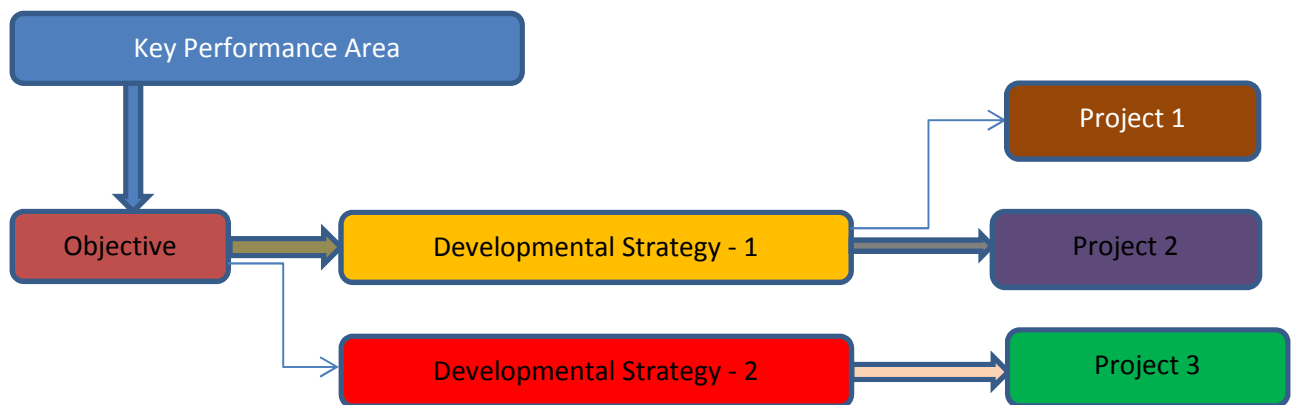 Key Performance Area
Project 1
Objective
Developmental Strategy - 1
Project 2
Developmental Strategy - 2
Project 3